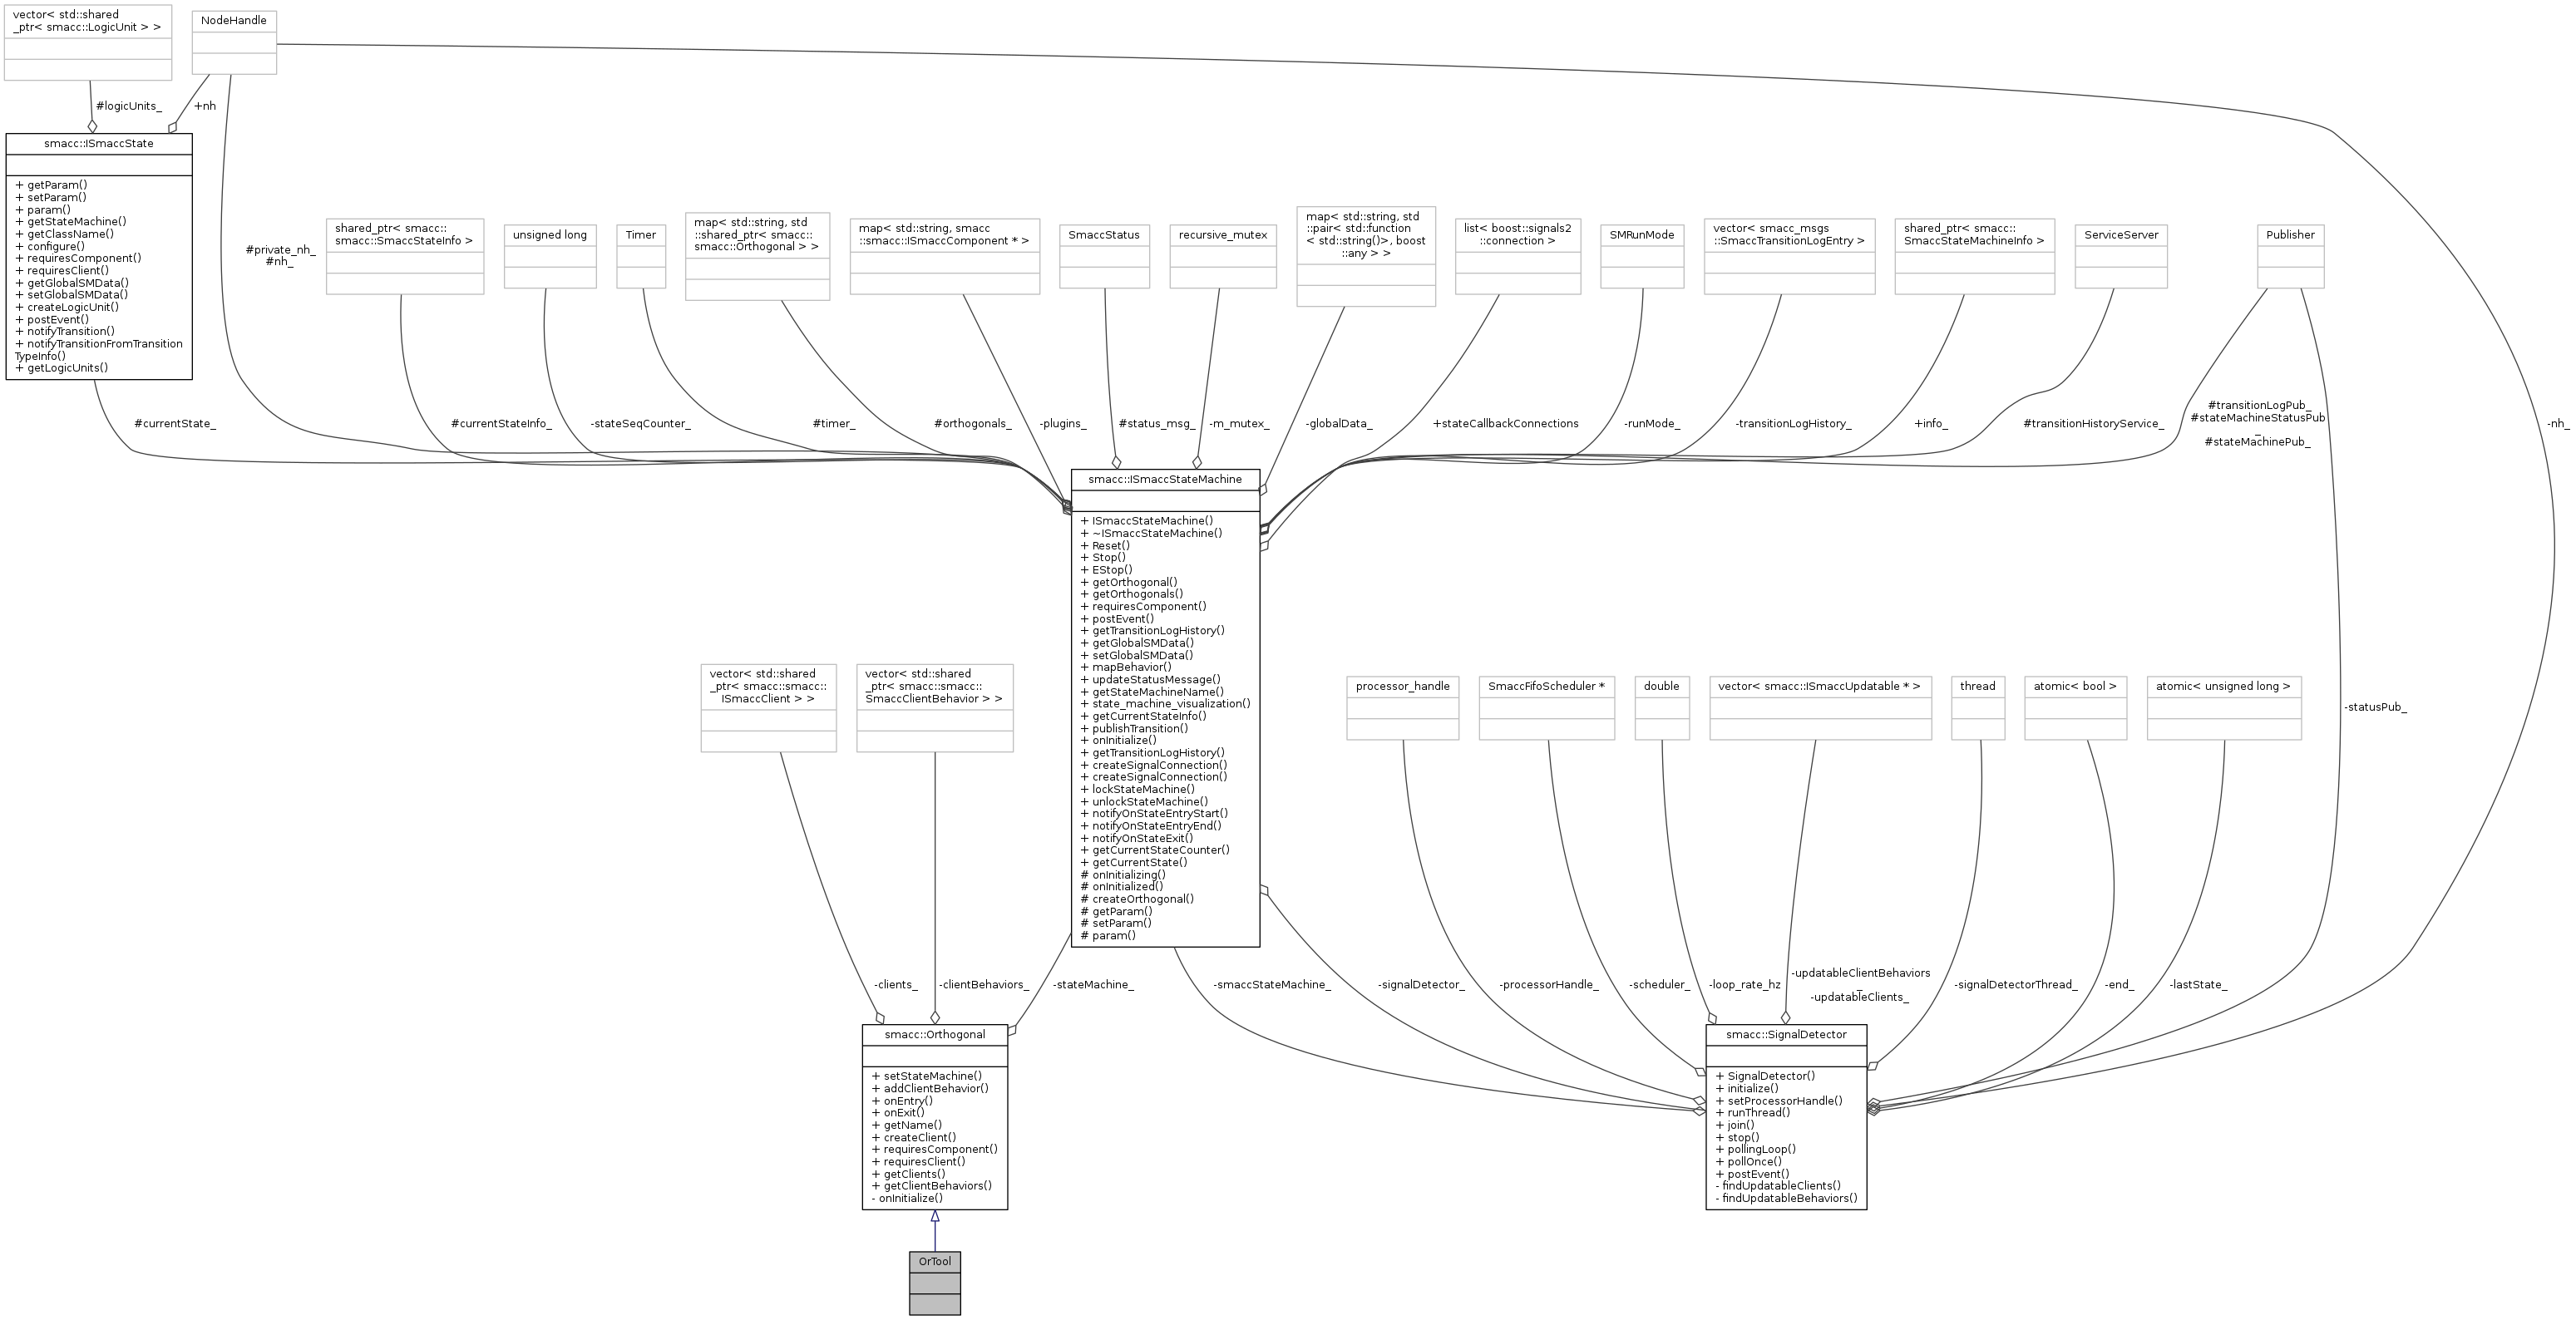 vector< std::shared
_ptr< smacc::LogicUnit > >
NodeHandle
#logicUnits_
+nh
smacc::ISmaccState
+ getParam()
+ setParam()
+ param()
+ getStateMachine()
+ getClassName()
+ configure()
+ requiresComponent()
+ requiresClient()
+ getGlobalSMData()
+ setGlobalSMData()
+ createLogicUnit()
+ postEvent()
+ notifyTransition()
+ notifyTransitionFromTransition
TypeInfo()
+ getLogicUnits()
#private_nh_
#nh_
shared_ptr< smacc::
smacc::SmaccStateInfo >
unsigned long
Timer
map< std::string, std
::shared_ptr< smacc::
smacc::Orthogonal > >
map< std::string, smacc
::smacc::ISmaccComponent * >
SmaccStatus
recursive_mutex
map< std::string, std
::pair< std::function
< std::string()>, boost
::any > >
list< boost::signals2
::connection >
SMRunMode
vector< smacc_msgs
::SmaccTransitionLogEntry >
shared_ptr< smacc::
SmaccStateMachineInfo >
ServiceServer
Publisher
#currentState_
#currentStateInfo_
-stateSeqCounter_
#timer_
#orthogonals_
-plugins_
#status_msg_
-m_mutex_
-globalData_
+stateCallbackConnections
-runMode_
-transitionLogHistory_
+info_
#transitionHistoryService_
#transitionLogPub_
#stateMachineStatusPub
_
#stateMachinePub_
-nh_
smacc::ISmaccStateMachine
+ ISmaccStateMachine()
+ ~ISmaccStateMachine()
+ Reset()
+ Stop()
+ EStop()
+ getOrthogonal()
+ getOrthogonals()
+ requiresComponent()
+ postEvent()
+ getTransitionLogHistory()
+ getGlobalSMData()
+ setGlobalSMData()
+ mapBehavior()
+ updateStatusMessage()
+ getStateMachineName()
+ state_machine_visualization()
+ getCurrentStateInfo()
+ publishTransition()
+ onInitialize()
+ getTransitionLogHistory()
+ createSignalConnection()
+ createSignalConnection()
+ lockStateMachine()
+ unlockStateMachine()
+ notifyOnStateEntryStart()
+ notifyOnStateEntryEnd()
+ notifyOnStateExit()
+ getCurrentStateCounter()
+ getCurrentState()
# onInitializing()
# onInitialized()
# createOrthogonal()
# getParam()
# setParam()
# param()
vector< std::shared
_ptr< smacc::smacc::
ISmaccClient > >
vector< std::shared
_ptr< smacc::smacc::
SmaccClientBehavior > >
processor_handle
SmaccFifoScheduler *
double
vector< smacc::ISmaccUpdatable * >
thread
atomic< bool >
atomic< unsigned long >
-statusPub_
-clients_
-clientBehaviors_
-stateMachine_
-smaccStateMachine_
-signalDetector_
-processorHandle_
-scheduler_
-loop_rate_hz
-updatableClientBehaviors
_
-updatableClients_
-signalDetectorThread_
-end_
-lastState_
smacc::Orthogonal
+ setStateMachine()
+ addClientBehavior()
+ onEntry()
+ onExit()
+ getName()
+ createClient()
+ requiresComponent()
+ requiresClient()
+ getClients()
+ getClientBehaviors()
- onInitialize()
smacc::SignalDetector
+ SignalDetector()
+ initialize()
+ setProcessorHandle()
+ runThread()
+ join()
+ stop()
+ pollingLoop()
+ pollOnce()
+ postEvent()
- findUpdatableClients()
- findUpdatableBehaviors()
OrTool